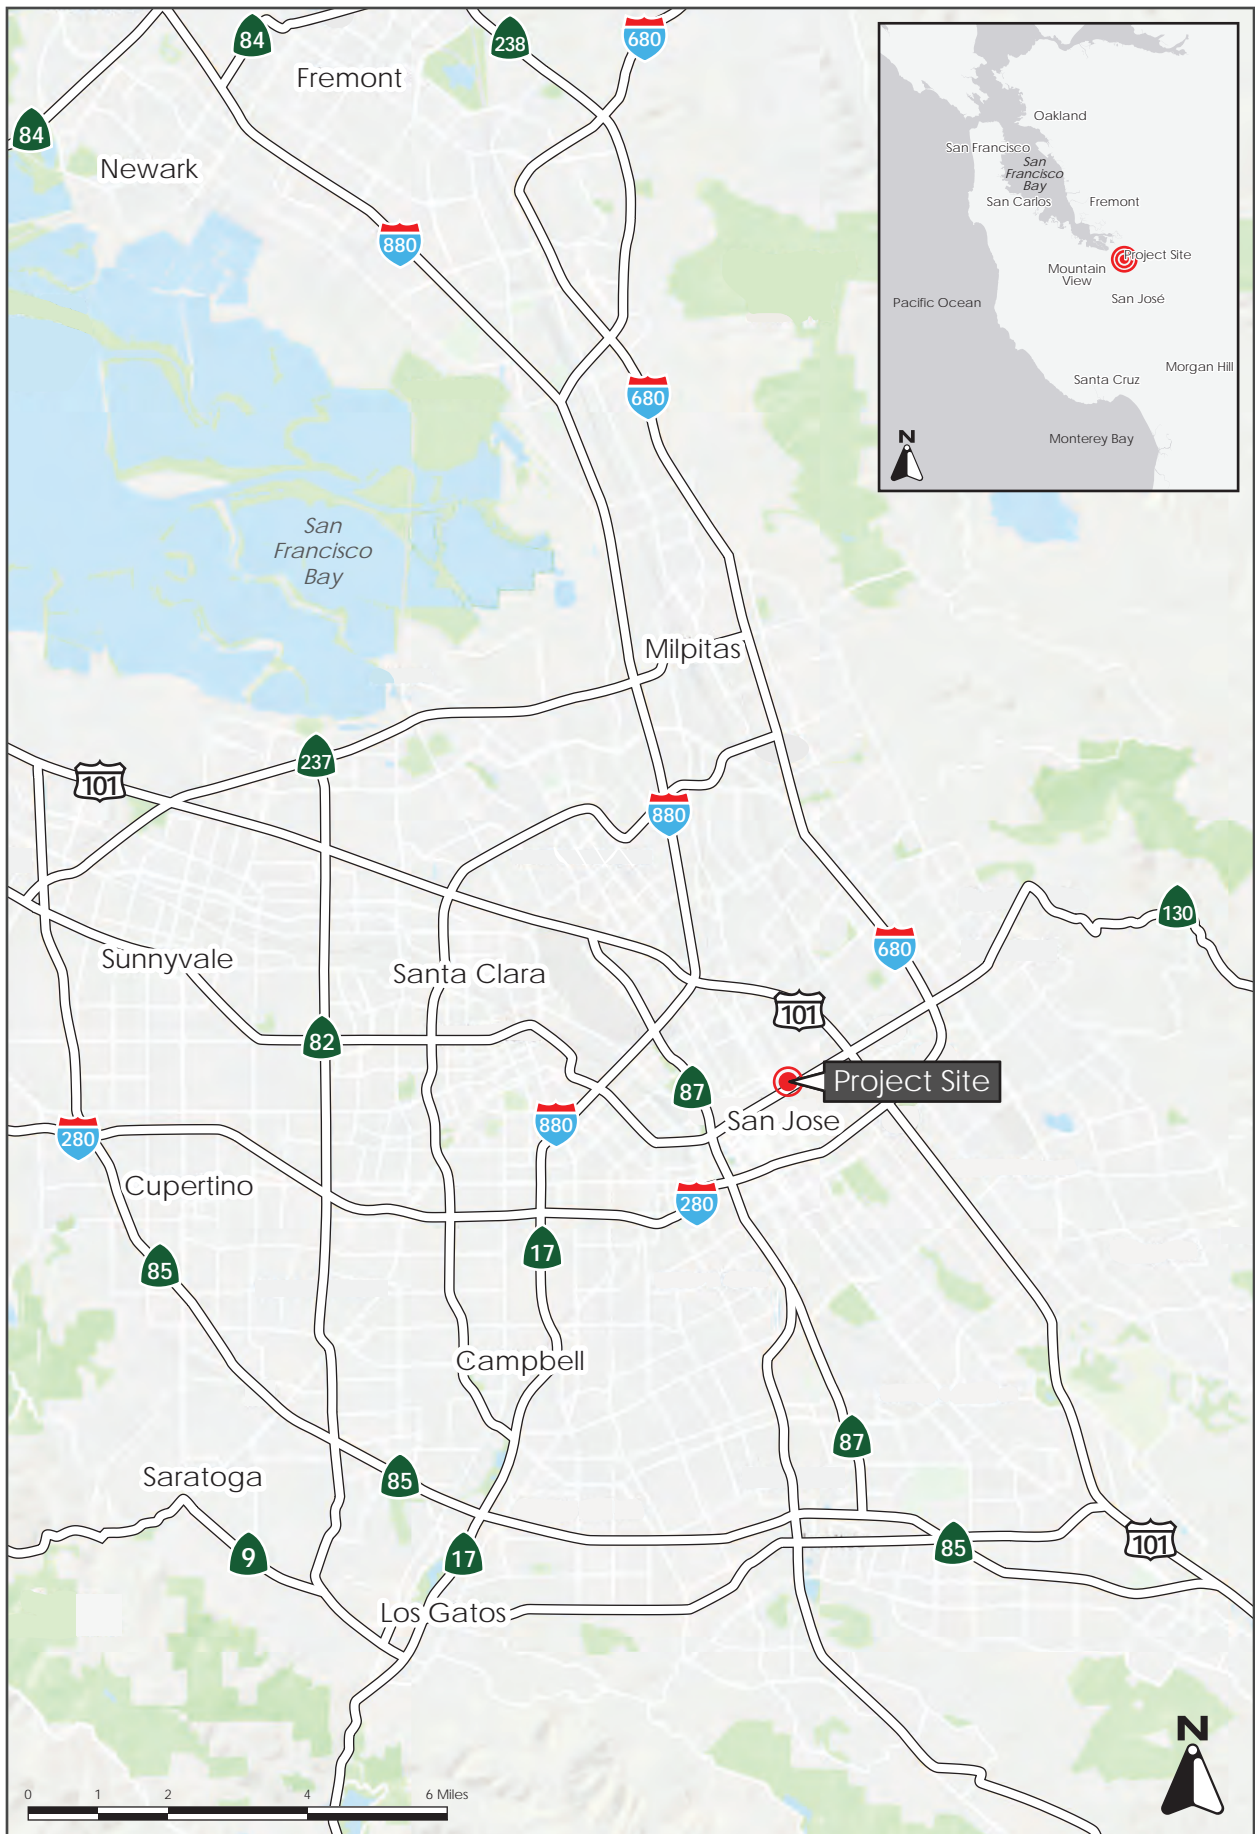 84
238
680
Fremont
84
Newark
880
680
San
Francisco
Bay
Milpitas
237
101
880
130
680
Sunnyvale
Santa Clara
101
82
87
Project Site
San Jose
880
280
Cupertino
280
17
85
Campbell
87
Saratoga
85
101
9
17
85
Los Gatos
N
0 1 2 4 6 Miles
Oakland
San Francisco
San
Francisco
Bay
San Carlos
Fremont
Project Site
Mountain
View
San José
Pacific Ocean
Morgan Hill
Santa Cruz
Monterey Bay
N